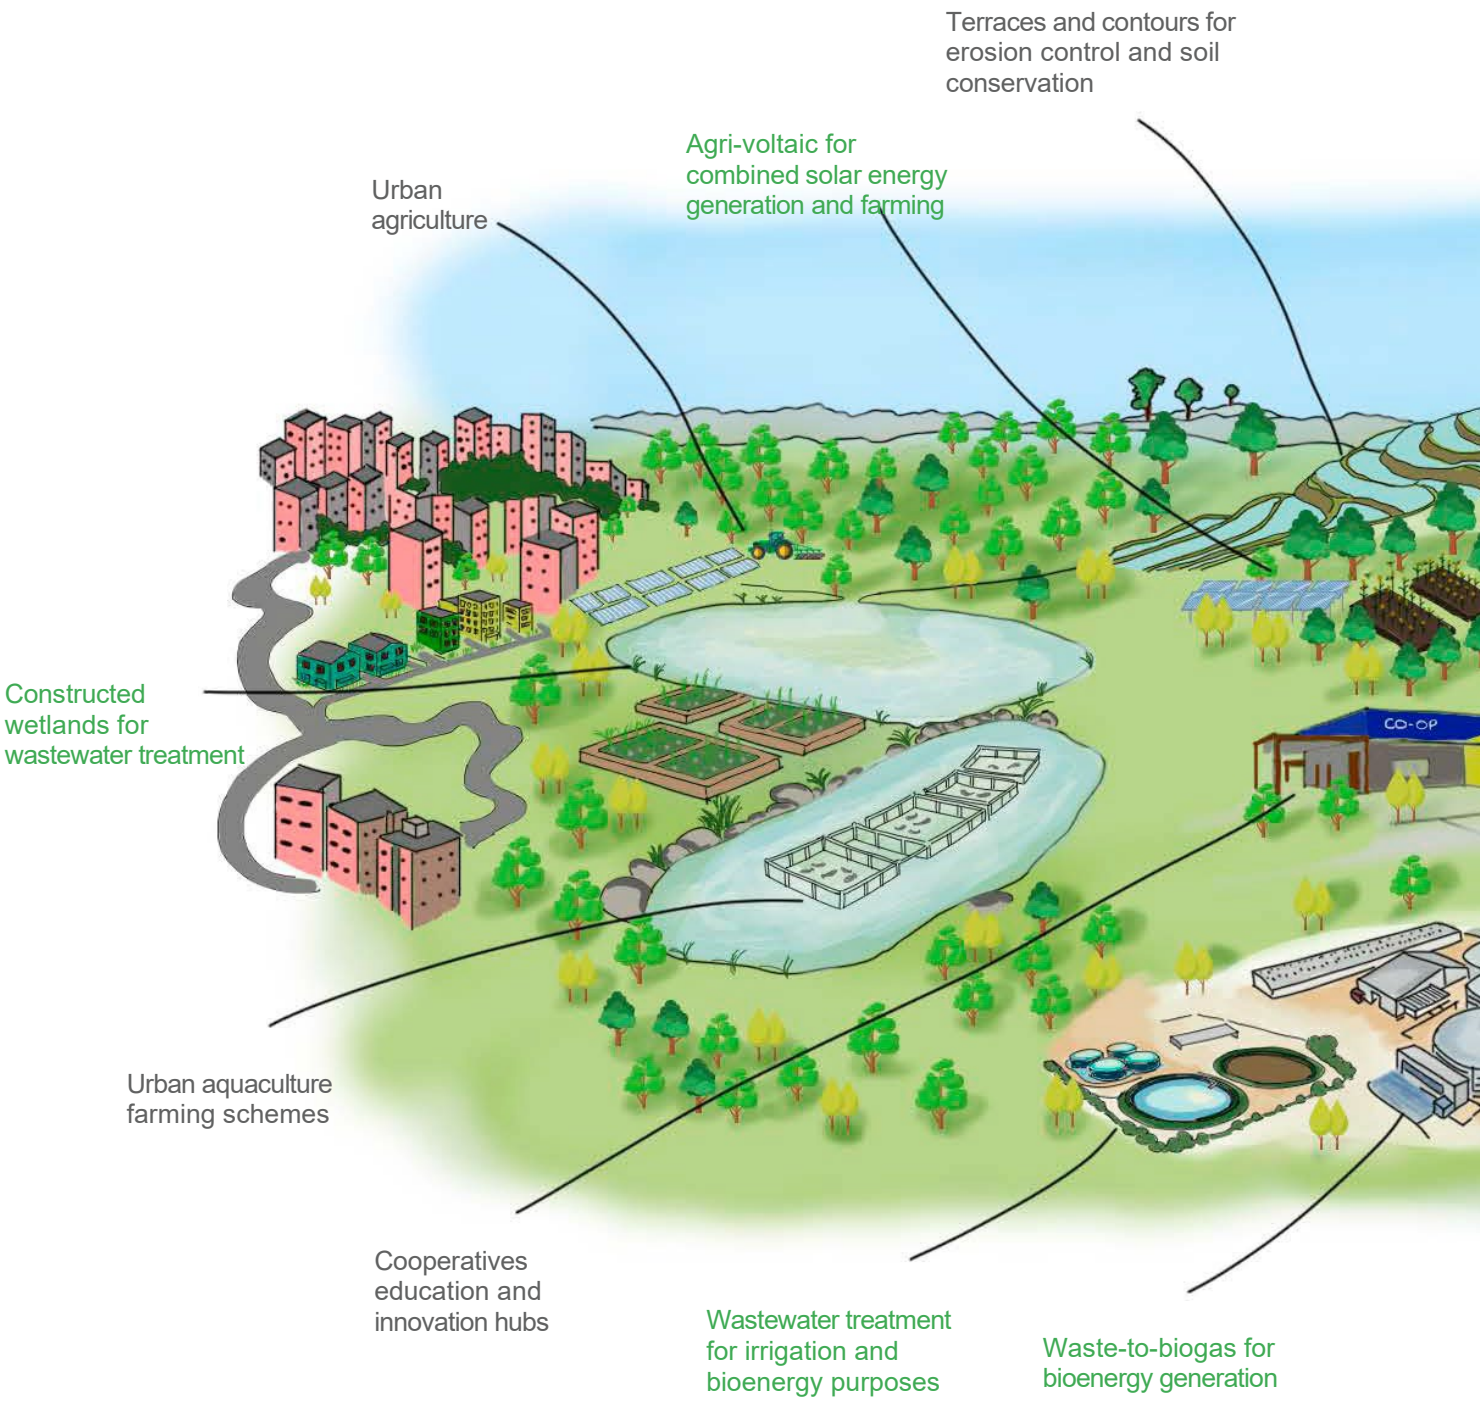 Terraces and contours for
erosion control and soil
conservation
Agri-voltaic for
combined solar energy
generation and farming
Urban
agriculture
Constructed
wetlands for
wastewater treatment
CO-OP
Urban aquaculture
farming schemes
Cooperatives
education and
innovation hubs
Wastewater treatment
for irrigation and
bioenergy purposes
Waste-to-biogas for
bioenergy generation